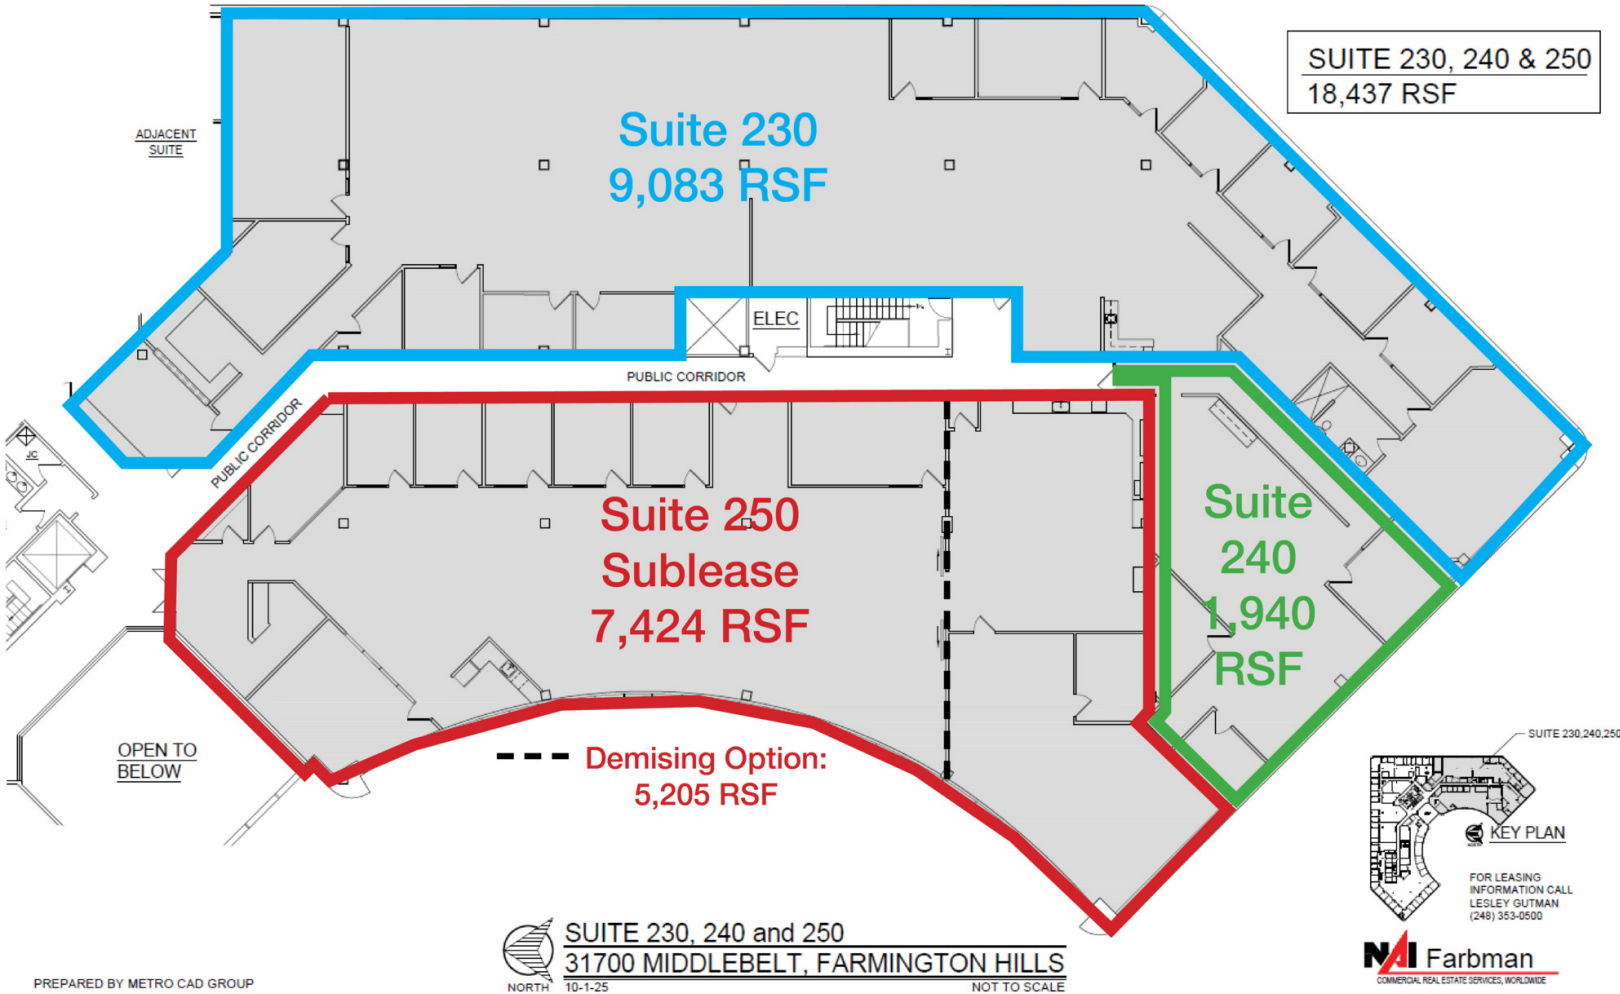 SUITE 230, 240 & 250
18,437 RSF
ADJACENT
SUITE
Suite 230
9,083 RSF
ELEC
PUBLIC CORRIDOR
PUBLIC CORRIDOR
JC
Suite 250
Sublease
7,424 RSF
Suite
240
1,940
RSF
OPEN TO
BELOW
Demising Option:
5,205 RSF
SUITE 230,240,250
NORTH
KEY PLAN
FOR LEASING
INFORMATION CALL
LESLEY GUTMAN
(248) 353-0500
SUITE 230, 240 and 250
31700 MIDDLEBELT, FARMINGTON HILLS
NORTH
10-1-25
NOT TO SCALE
PREPARED BY METRO CAD GROUP
NAI Farbman
COMMERCIAL REAL ESTATE SERVICES, WORLDWIDE